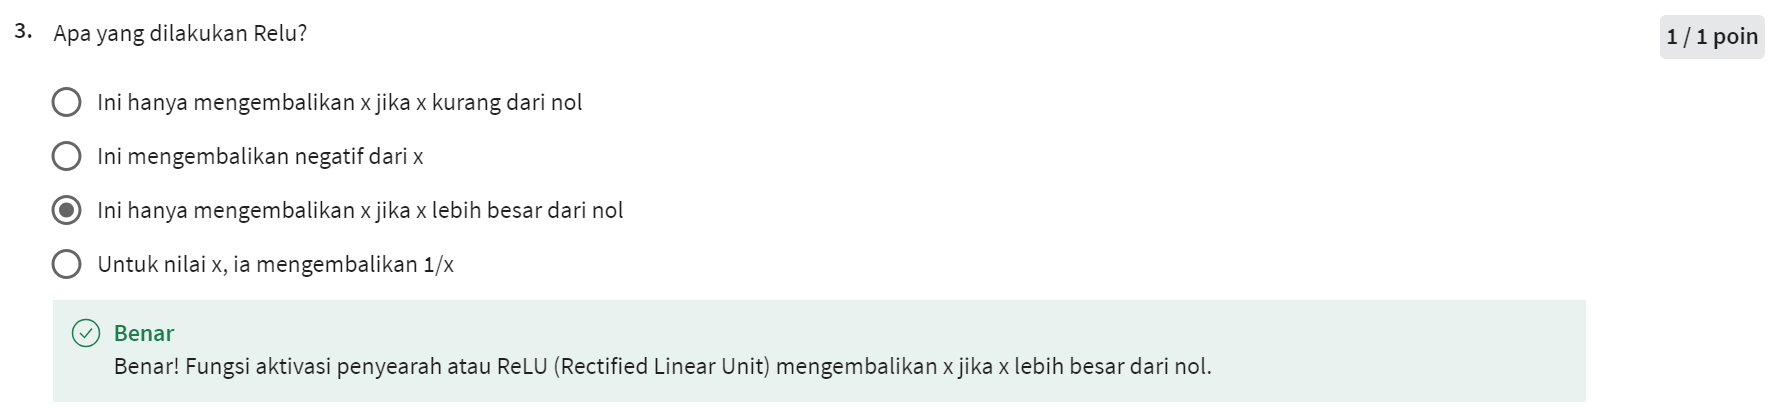 3. Apa yang dilakukan Relu?
1 / 1 poin
Ini hanya mengembalikan x jika x kurang dari nol
Ini mengembalikan negatif dari x
Ini hanya mengembalikan x jika x lebih besar dari nol
Untuk nilai x, ia mengembalikan 1/x
Benar
Benar! Fungsi aktivasi penyearah atau ReLU (Rectified Linear Unit) mengembalikan x jika x lebih besar dari nol.